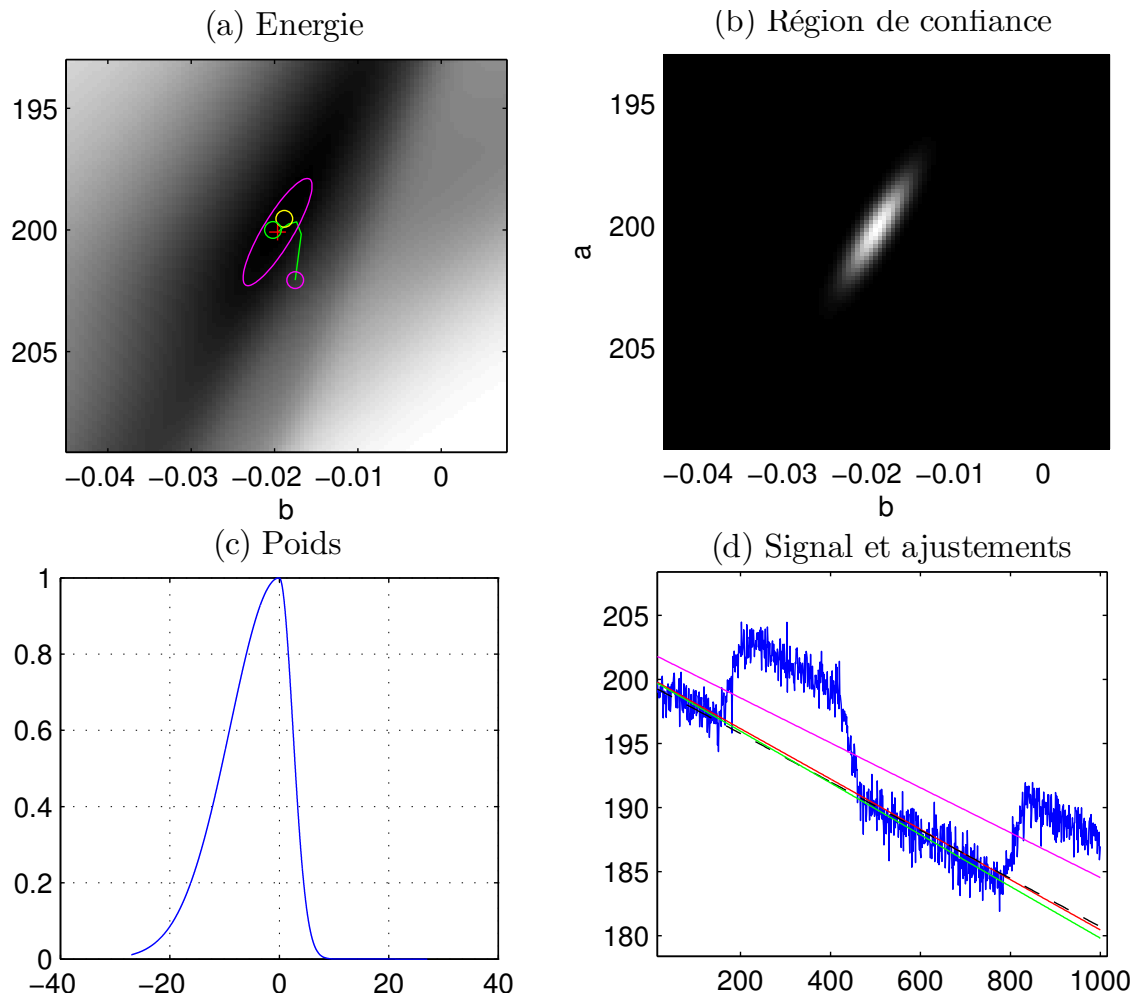 (a) Energie
195
200
205
−0.04 −0.03 −0.02 −0.01 0
b
(b) Région de confiance
195
200
205
a
−0.04 −0.03 −0.02 −0.01 0
b
(c) Poids
1
0.8
0.6
0.4
0.2
0
−40 −20 0 20 40
(d) Signal et ajustements
205
200
195
190
185
180
200 400 600 800 1000